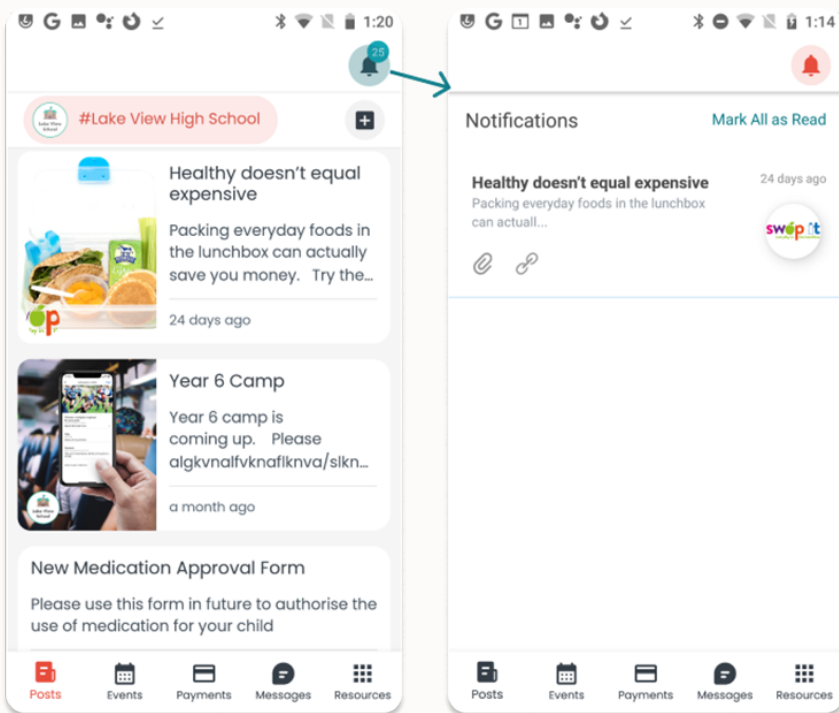 1:20
25
#Lake View High School
Healthy doesn’t equal
expensive
Packing everyday foods in
the lunchbox can actually
save you money. Try the...
24 days ago
Year 6 Camp
Year 6 camp is
coming up. Please
algkvnalfvknaflknva/slkn...
a month ago
New Medication Approval Form
Please use this form in future to authorise the
use of medication for your child
Posts
Events
Payments
Messages
Resources
1:14
Notifications
Mark All as Read
Healthy doesn’t equal expensive
24 days ago
Packing everyday foods in the lunchbox
can actuall...
swap it
Posts
Events
Payments
Messages
Resources